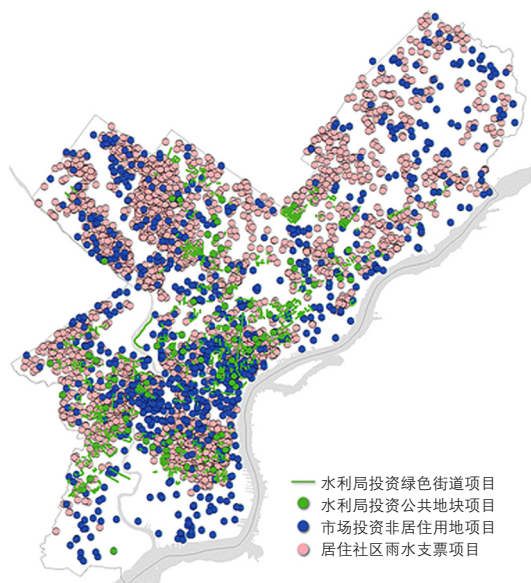 水利局投资绿色街道项目
水利局投资公共地块项目
市场投资非居住用地项目
居住社区雨水支票项目